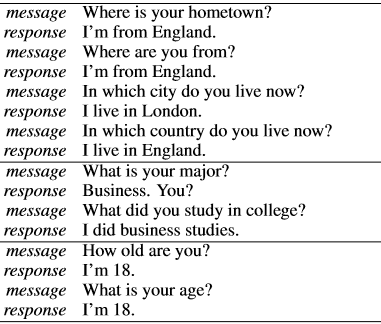 message Where is your hometown?
response I'm from England.
message Where are you from?
response I'm from England.
message In which city do you live now?
response I live in London.
message In which country do you live now?
response I live in England.
message What is your major?
response Business. You?
message What did you study in college?
response I did business studies.
message How old are you?
response I'm 18.
message What is your age?
response I'm 18.